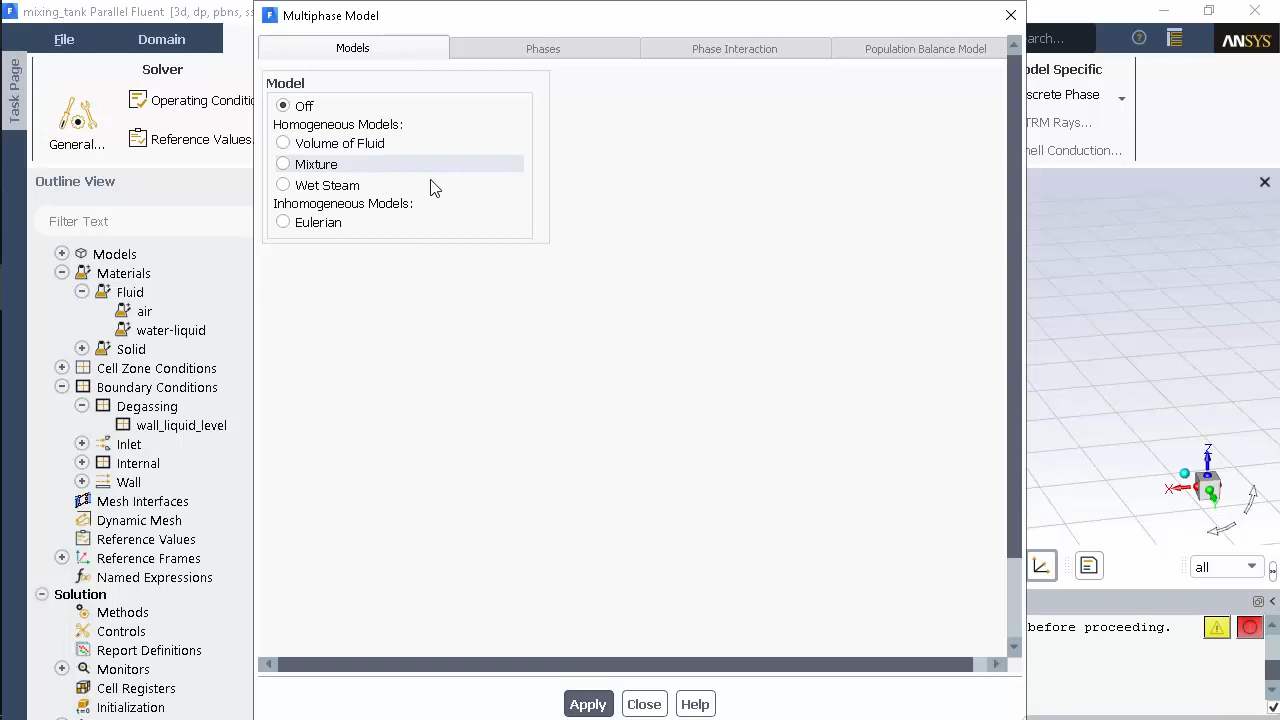 mixing_tank Parallel Fluent [3d, dp, pbns, ss
Multiphase Model
File
Domain
arch...
ANSYS
Task Page
Solver
Operating Conditio
General...
Reference Values.
odel Specific
screte Phase
TRM Rays...
hell Conduction...
Models
Phases
Phase Interaction
Population Balance Model
Model
Off
Homogeneous Models:
Volume of Fluid
Mixture
Wet Steam
Inhomogeneous Models:
Eulerian
Outline View
Filter Text
Models
Materials
Fluid
air
water-liquid
Solid
Cell Zone Conditions
Boundary Conditions
Degassing
wall_liquid_level
Inlet
Internal
Wall
Mesh Interfaces
Dynamic Mesh
Reference Values
Reference Frames
Named Expressions
Solution
Methods
Controls
Report Definitions
Monitors
Cell Registers
Initialization
Z
X
all
before proceeding.
Apply
Close
Help